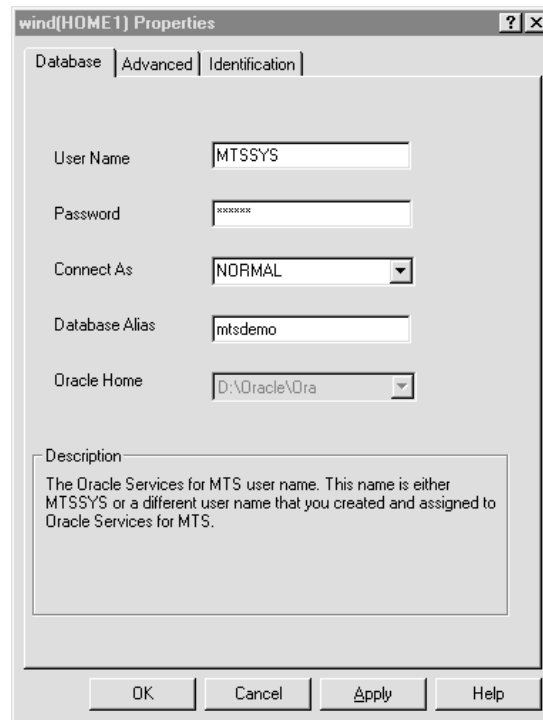 wind(HOME1) Properties
Database Advanced Identification
User Name MTSSYS
Password ******
Connect As NORMAL
Database Alias mtsdemo
Oracle Home D:\Oracle\Ora
Description
The Oracle Services for MTS user name. This name is either
MTSSYS or a different user name that you created and assigned to
Oracle Services for MTS.
OK Cancel Apply Help